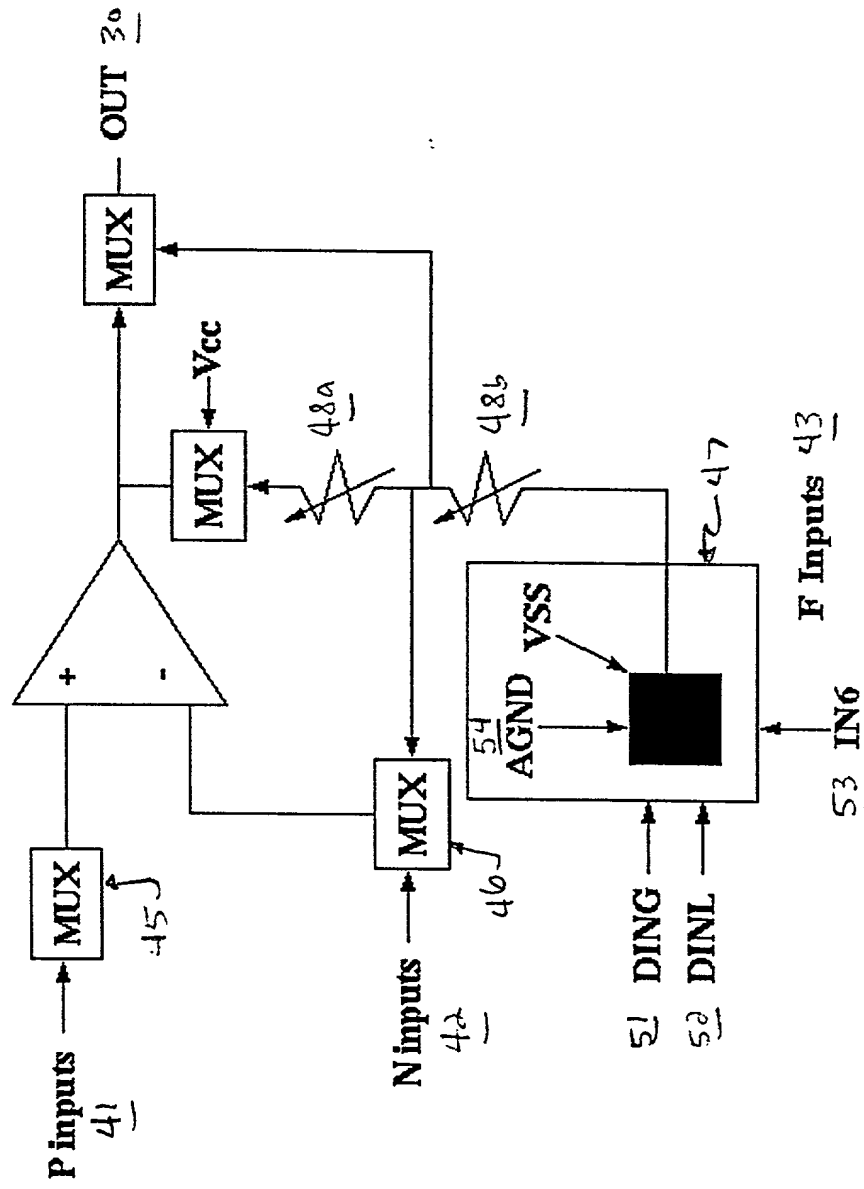 OUT 30
MUX
Vcc
MUX
48a
48b
+
-
P inputs
41
MUX
45
N inputs
42
MUX
46
54
AGND
VSS
47
51 DING
52 DINL
53 IN6
F Inputs 43